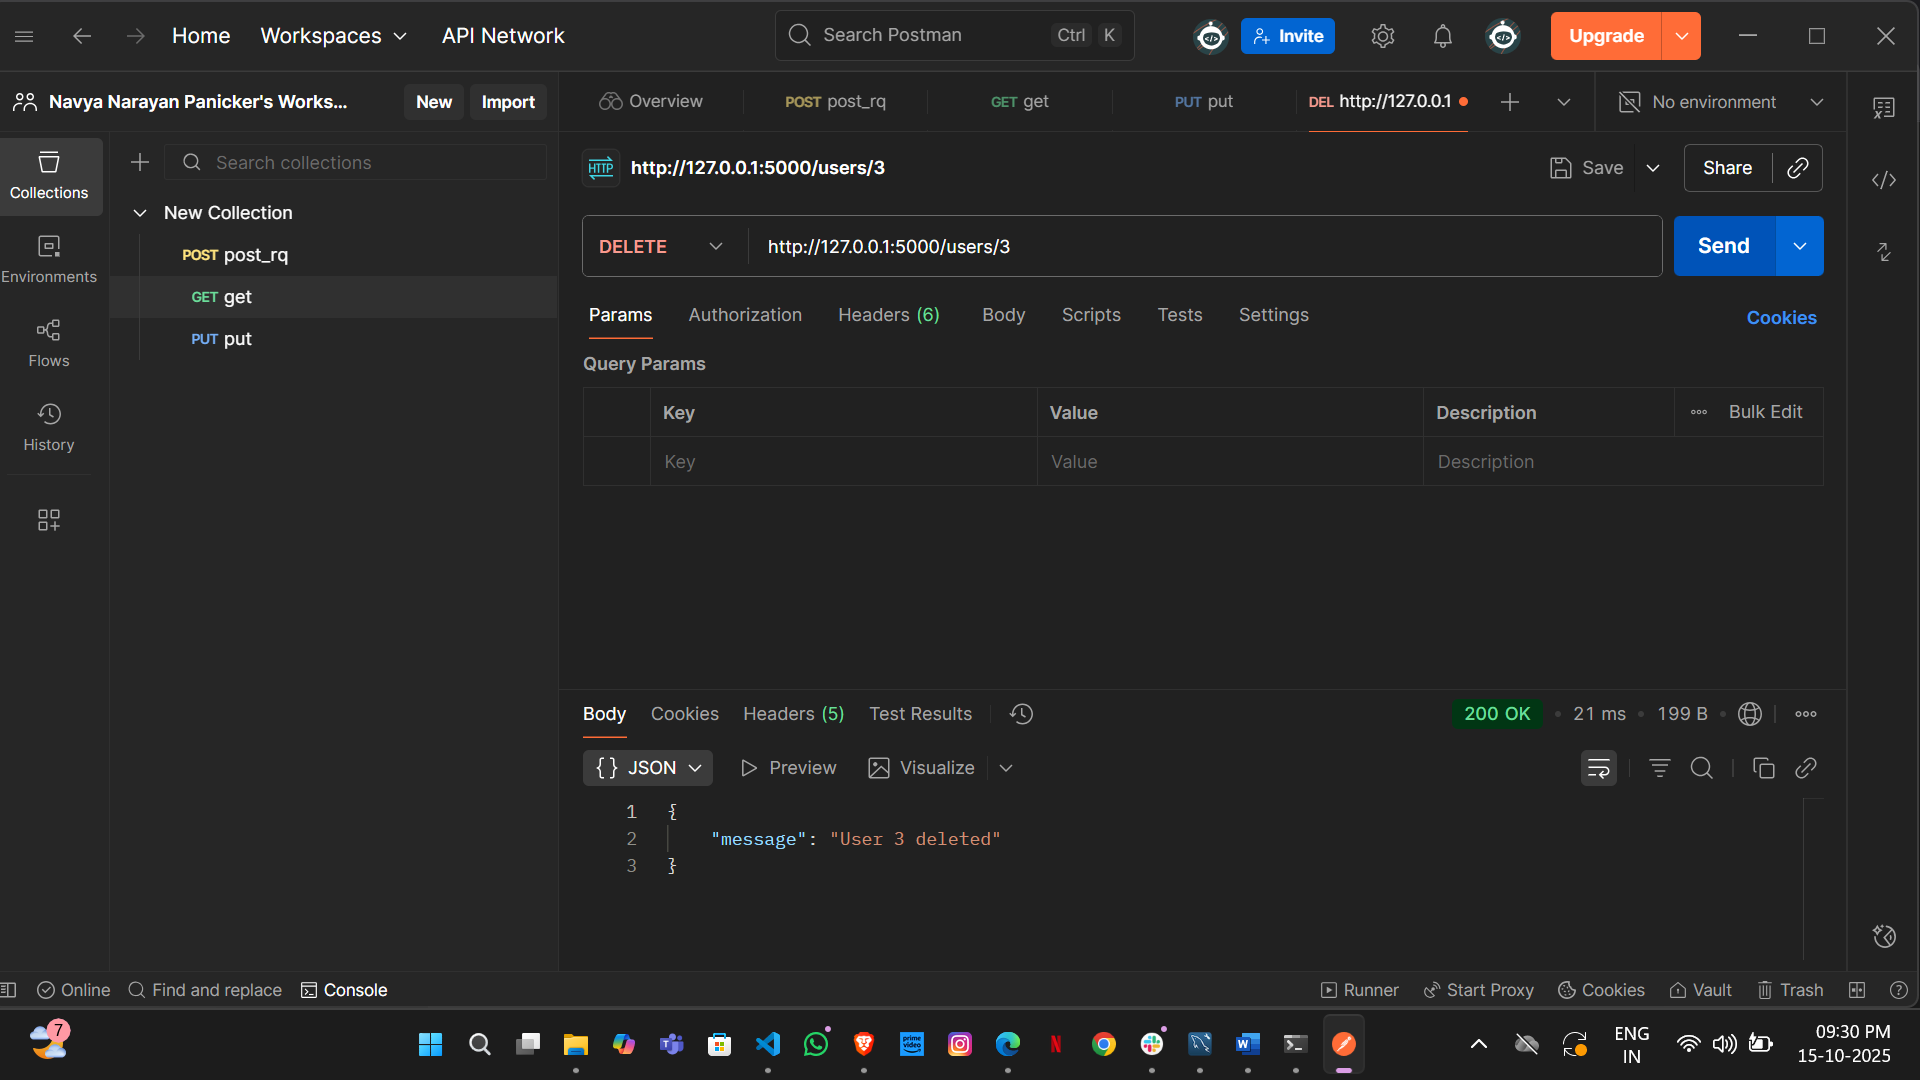 Home Workspaces API Network Search Postman Ctrl K Invite Upgrade
Navya Narayan Panicker's Works... New Import Overview POST post_rq GET get PUT put DEL http://127.0.0.1 No environment
Collections
Search collections
HTTP http://127.0.0.1:5000/users/3 Save Share
New Collection
POST post_rq
GET get
PUT put
Environments
Flows
History
DELETE http://127.0.0.1:5000/users/3 Send
Params Authorization Headers (6) Body Scripts Tests Settings Cookies
Query Params
Key Value Description Bulk Edit
Key Value Description
Body Cookies Headers (5) Test Results 200 OK 21 ms 199 B
{} JSON Preview Visualize
1 {
2 "message": "User 3 deleted"
3 }
Online Find and replace Console Runner Start Proxy Cookies Vault Trash
7
prime video
ENG
IN
09:30 PM
15-10-2025